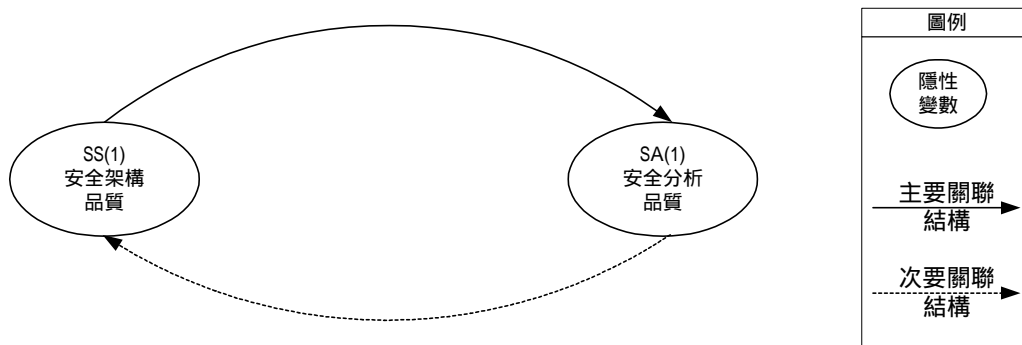 SS(1)
安全架構
品質
SA(1)
安全分析
品質
圖例
隱性
變數
主要關聯
結構
次要關聯
結構